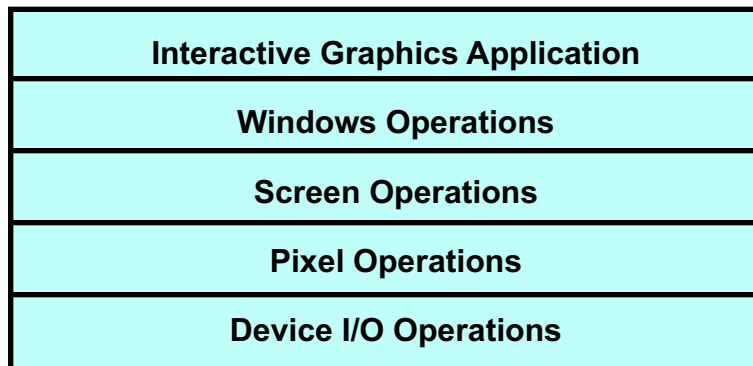 Interactive Graphics Application
Windows Operations
Screen Operations
Pixel Operations
Device I/O Operations